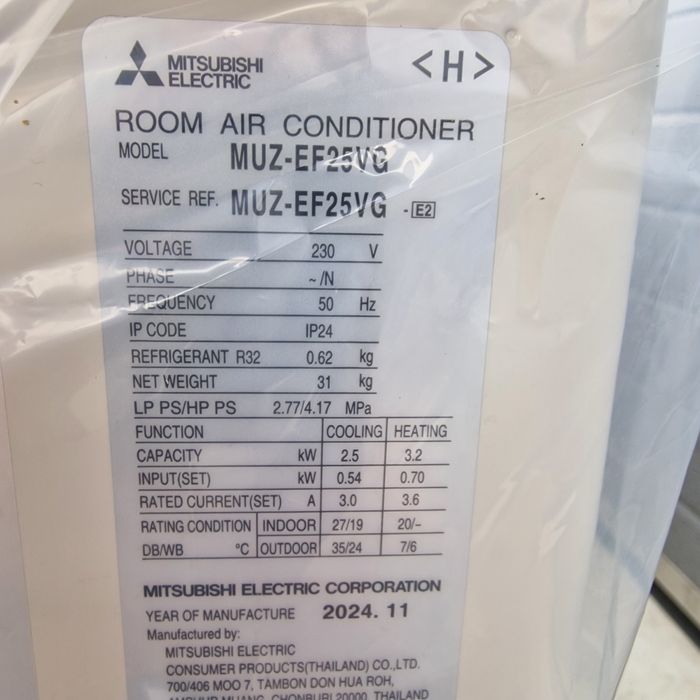 MITSUBISHI
ELECTRIC
<H>
ROOM AIR CONDITIONER
MODEL MUZ-EF25VG
SERVICE REF. MUZ-EF25VG -E2
VOLTAGE 230 V
PHASE ~/N
FREQUENCY 50 Hz
IP CODE IP24
REFRIGERANT R32 0.62 kg
NET WEIGHT 31 kg
LP PS/HP PS 2.77/4.17 MPa
FUNCTION COOLING HEATING
CAPACITY kW 2.5 3.2
INPUT(SET) kW 0.54 0.70
RATED CURRENT(SET) A 3.0 3.6
RATING CONDITION INDOOR 27/19 20/–
DB/WB °C OUTDOOR 35/24 7/6
MITSUBISHI ELECTRIC CORPORATION
YEAR OF MANUFACTURE 2024. 11
Manufactured by:
MITSUBISHI ELECTRIC
CONSUMER PRODUCTS(THAILAND) CO.,LTD.
700/406 MOO 7, TAMBON DON HUA ROH,
AMPHUR MUANG, CHONBURI 20000, THAILAND